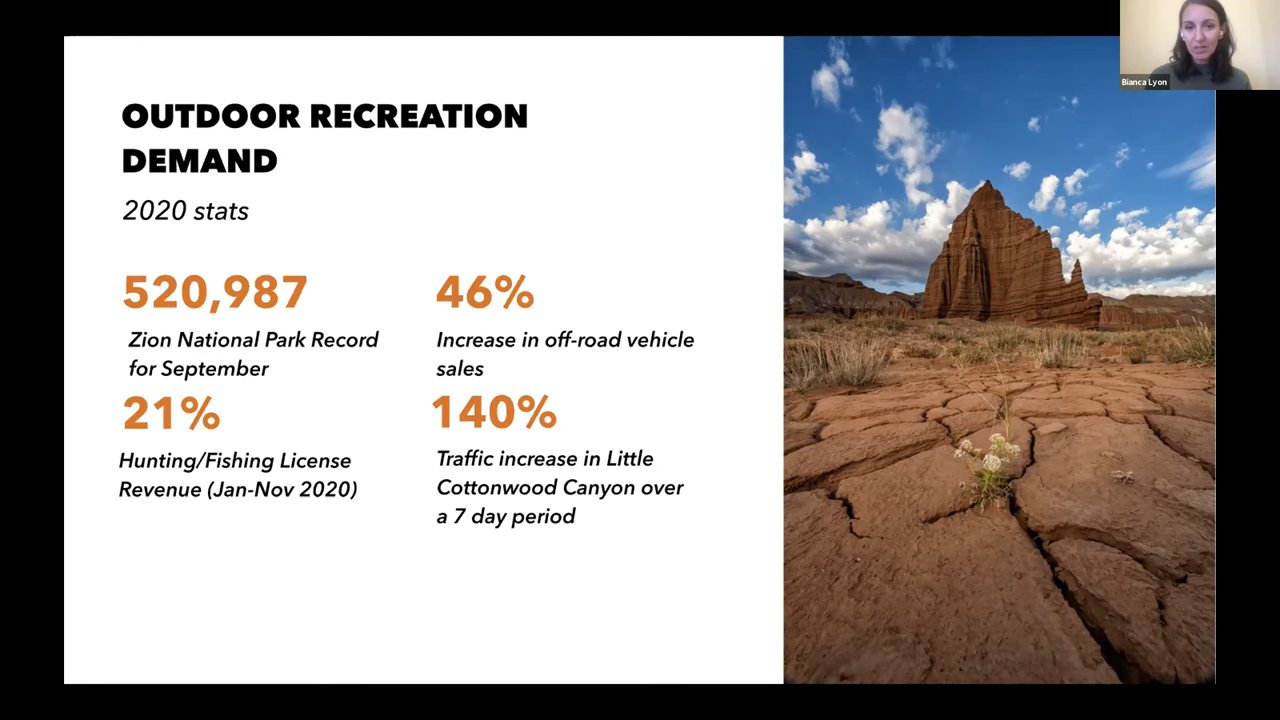 Bianca Lyon
OUTDOOR RECREATION
DEMAND
2020 stats
520,987
Zion National Park Record
for September
46%
Increase in off-road vehicle
sales
21%
Hunting/Fishing License
Revenue (Jan-Nov 2020)
140%
Traffic increase in Little
Cottonwood Canyon over
a 7 day period